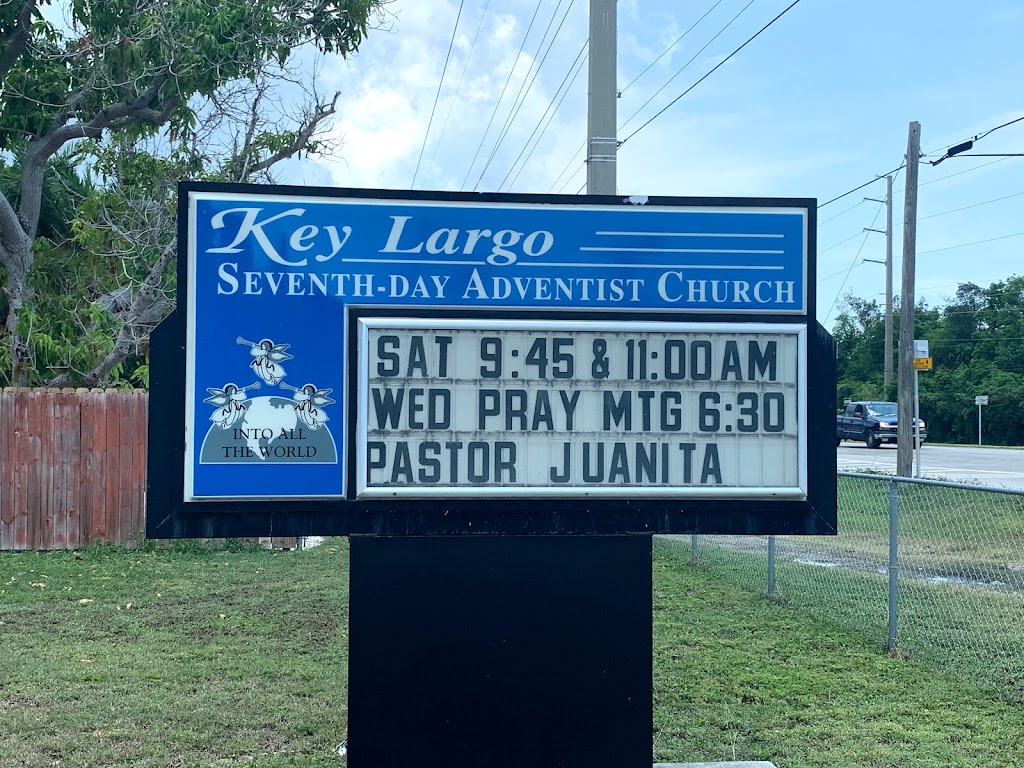 Key Largo
SEVENTH-DAY ADVENTIST CHURCH
SAT 9:45 & 11:00AM
WED PRAY MTG 6:30
PASTOR JUANITA
INTO ALL
THE WORLD